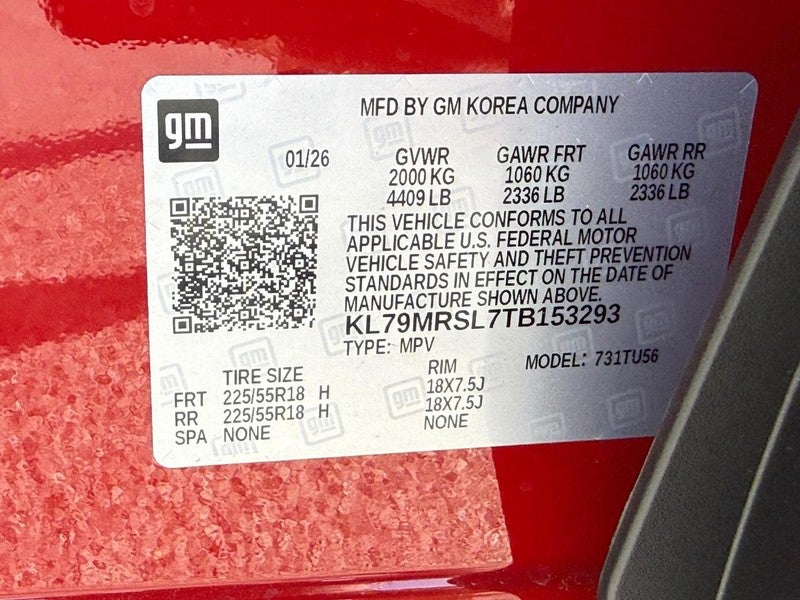 gm
MFD BY GM KOREA COMPANY
01/26 GVWR GAWR FRT GAWR RR
2000 KG 1060 KG 1060 KG
4409 LB 2336 LB 2336 LB
THIS VEHICLE CONFORMS TO ALL
APPLICABLE U.S. FEDERAL MOTOR
VEHICLE SAFETY AND THEFT PREVENTION
STANDARDS IN EFFECT ON THE DATE OF
MANUFACTURE SHOWN ABOVE.
KL79MRSL7TB153293
TYPE: MPV MODEL: 731TU56
TIRE SIZE RIM
FRT 225/55R18 H 18X7.5J
RR 225/55R18 H 18X7.5J
SPA NONE NONE